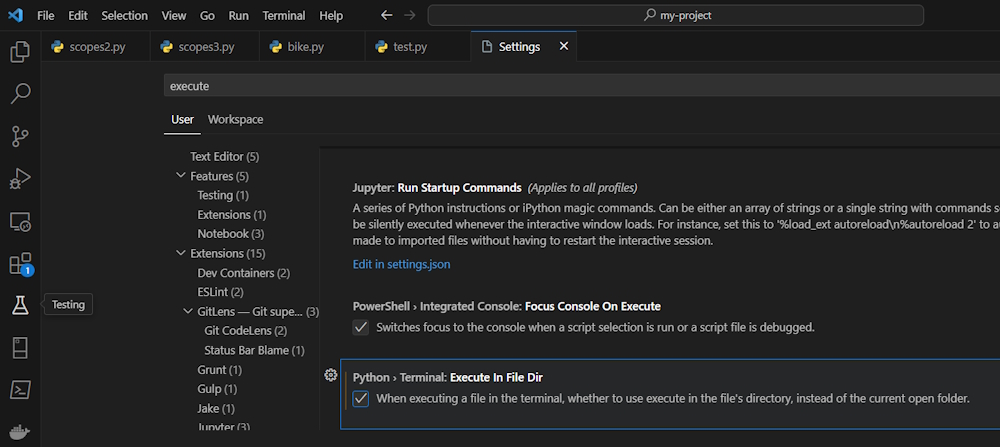 File Edit Selection View Go Run Terminal Help my-project
scopes2.py scopes3.py bike.py test.py Settings
execute
User Workspace
Text Editor (5)
Features (5)
Testing (1)
Extensions (1)
Notebook (3)
Extensions (15)
Dev Containers (2)
ESLint (2)
GitLens — Git supe... (3)
Git CodeLens (2)
Status Bar Blame (1)
Grunt (1)
Gulp (1)
Jake (1)
Jupyter (3)
Jupyter: Run Startup Commands (Applies to all profiles)
A series of Python instructions or iPython magic commands. Can be either an array of strings or a single string with commands s
be silently executed whenever the interactive window loads. For instance, set this to '%load_ext autoreload\n%autoreload 2' to a
made to imported files without having to restart the interactive session.
Edit in settings.json
PowerShell › Integrated Console: Focus Console On Execute
Switches focus to the console when a script selection is run or a script file is debugged.
Python › Terminal: Execute In File Dir
When executing a file in the terminal, whether to use execute in the file's directory, instead of the current open folder.
1
Testing